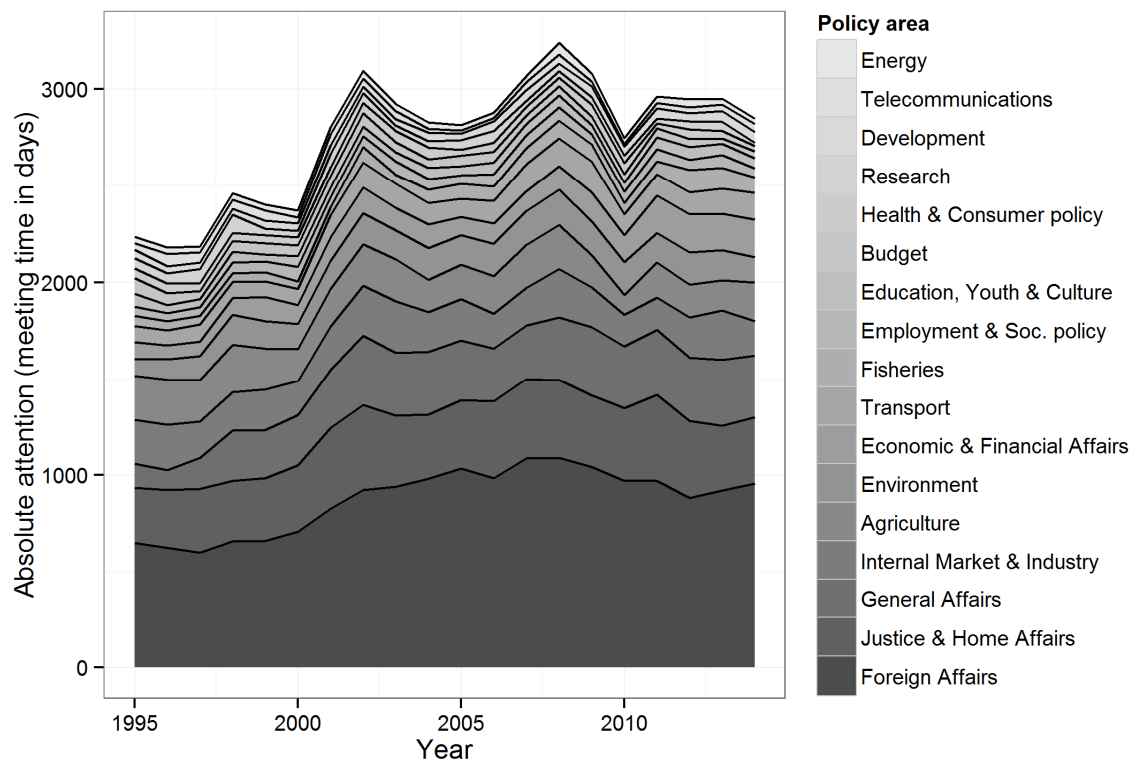 Absolute attention (meeting time in days)
3000
2000
1000
0
1995
2000
2005
2010
Year
Policy area
Energy
Telecommunications
Development
Research
Health & Consumer policy
Budget
Education, Youth & Culture
Employment & Soc. policy
Fisheries
Transport
Economic & Financial Affairs
Environment
Agriculture
Internal Market & Industry
General Affairs
Justice & Home Affairs
Foreign Affairs